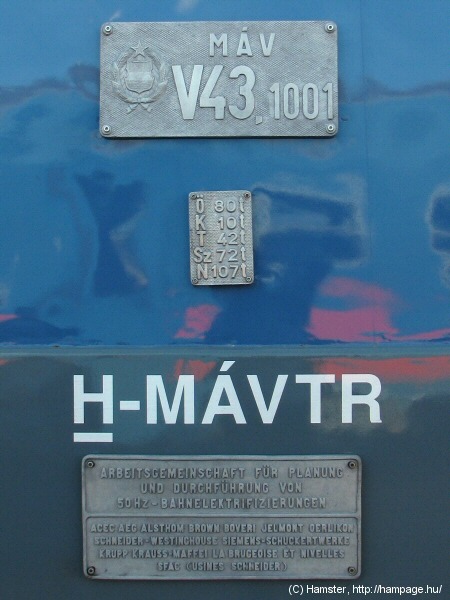 MÁV
V43,1001
Ö 80t
K 10t
T 42t
Sz 72t
N 107t
H-MÁVTR
ARBEITSGEMEINSCHAFT FÜR PLANUNG
UND DURCHFÜHRUNG VON
50HZ-BAHNELEKTRIFIZIERUNGEN
ACEC AEG ALSTHOM BROWN BOVERI JEUMONT OERLIKON
SCHNEIDER-WESTINGHOUSE SIEMENS-SCHUCKERTWERKE
KRUPP KRAUSS-MAFFEI LA BRUGEOISE ET NIVELLES
SFAC (USINES SCHNEIDER)
(C) Hamster, http://hampage.hu/